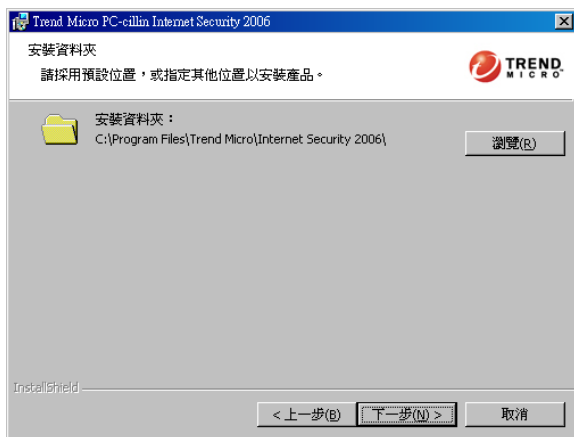 Trend Micro PC-cillin Internet Security 2006
安裝資料夾
請採用預設位置，或指定其他位置以安裝產品。
TREND
MICRO
安裝資料夾：
C:\Program Files\Trend Micro\Internet Security 2006\
瀏覽(R)
InstallShield
< 上一步(B)
下一步(N) >
取消